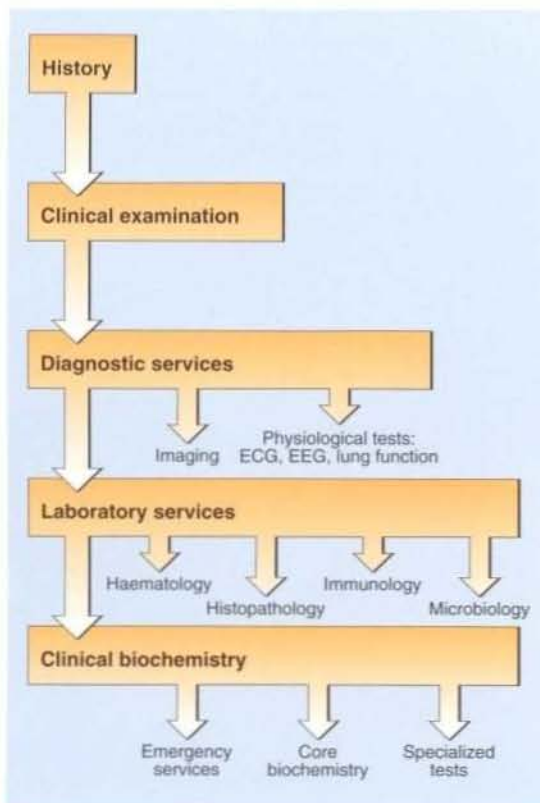 History
Clinical examination
Diagnostic services
Imaging
Physiological tests:
ECG, EEG, lung function
Laboratory services
Haematology
Histopathology
Immunology
Microbiology
Clinical biochemistry
Emergency
services
Core
biochemistry
Specialized
tests